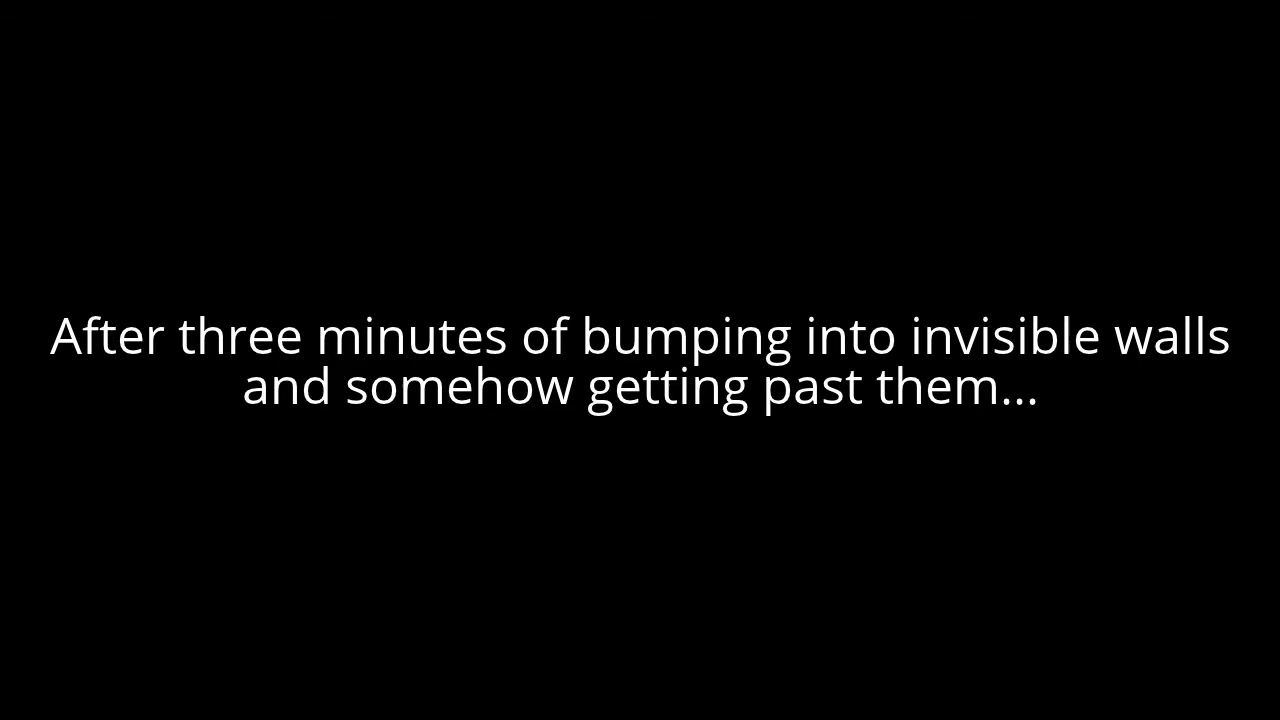 After three minutes of bumping into invisible walls
and somehow getting past them...